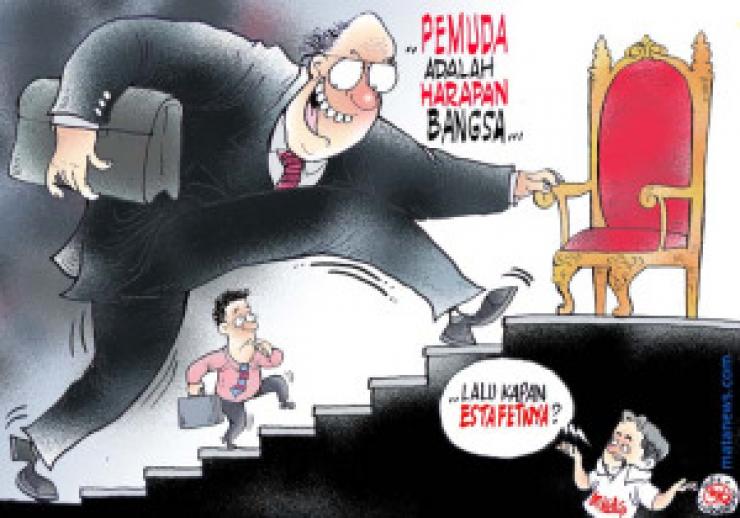 „PEMUDA
ADALAH
HARAPAN
BANGSA...
„LALU KAPAN
ESTAFETNYA?
matanews.com